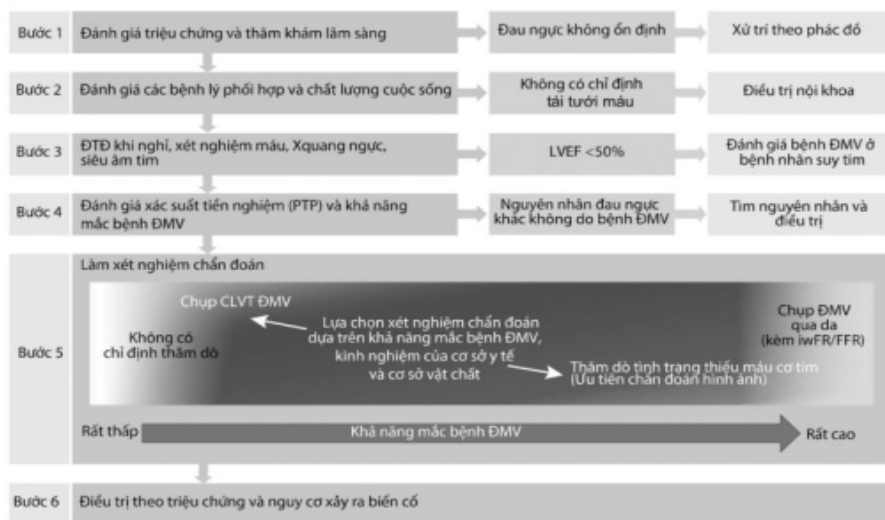 Bước 1
Đánh giá triệu chứng và thăm khám lâm sàng
Đau ngực không ổn định
Xử trí theo phác đồ
Bước 2
Đánh giá các bệnh lý phối hợp và chất lượng cuộc sống
Không có chỉ định
tái tưới máu
Điều trị nội khoa
Bước 3
ĐTĐ khi nghỉ, xét nghiệm máu, Xquang ngực,
siêu âm tim
LVEF <50%
Đánh giá bệnh ĐMV ở
bệnh nhân suy tim
Bước 4
Đánh giá xác suất tiền nghiệm (PTP) và khả năng
mắc bệnh ĐMV
Nguyên nhân đau ngực
khác không do bệnh ĐMV
Tìm nguyên nhân và
điều trị
Bước 5
Làm xét nghiệm chẩn đoán
Không có
chỉ định thăm dò
Chụp CLVT ĐMV
Lựa chọn xét nghiệm chẩn đoán
dựa trên khả năng mắc bệnh ĐMV,
kinh nghiệm của cơ sở y tế
và cơ sở vật chất
Thăm dò tình trạng thiếu máu cơ tim
(Ưu tiên chẩn đoán hình ảnh)
Chụp ĐMV
qua da
(kèm iwFR/FFR)
Rất thấp
Khả năng mắc bệnh ĐMV
Rất cao
Bước 6
Điều trị theo triệu chứng và nguy cơ xảy ra biến cố